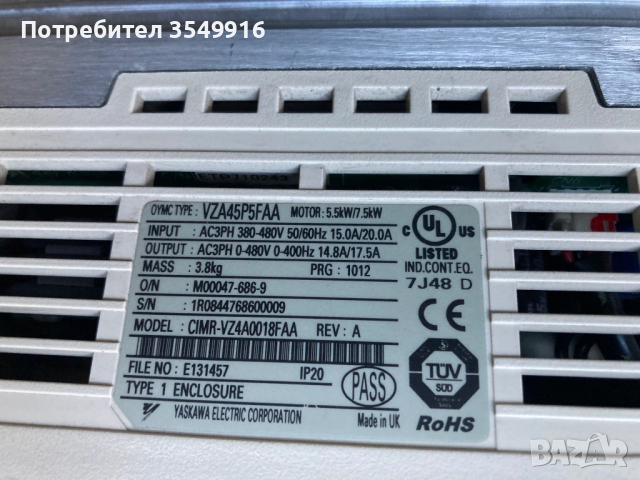 Потребител 3549916
OYMC TYPE : VZA45P5FAA MOTOR : 5.5kW/7.5kW
INPUT : AC3PH 380-480V 50/60Hz 15.0A/20.0A
OUTPUT : AC3PH 0-480V 0-400Hz 14.8A/17.5A
MASS : 3.8kg PRG : 1012
O/N : M00047-686-9
S/N : 1R0844768600009
MODEL : CIMR-VZ4A0018FAA REV : A
FILE NO : E131457 IP20
TYPE 1 ENCLOSURE
YASKAWA ELECTRIC CORPORATION
PASS
Made in UK
C UL US
LISTED
IND.CONT.EQ.
7J48 D
CE
TÜV
SÜD
RoHS
BAZAR